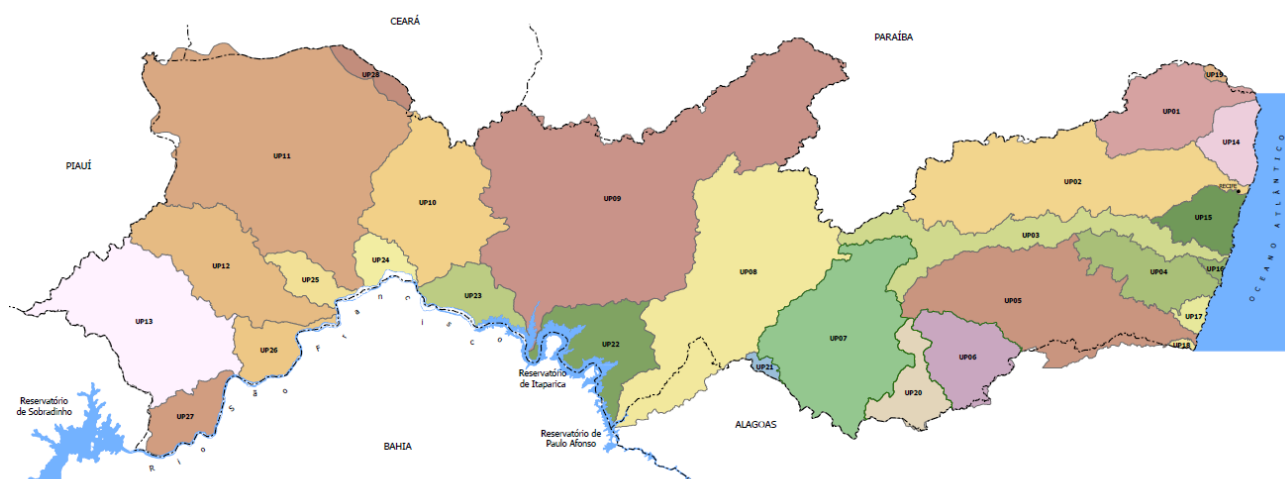 CEARÁ
PARAÍBA
UP28
UP19
UP01
UP14
UP11
PIAUÍ
UP02
RECIFE
UP09
UP10
UP15
UP03
OCEANO ATLÂNTICO
UP24
UP12
UP16
UP04
UP08
UP25
UP23
UP05
UP17
UP13
UP07
UP22
UP18
UP26
UP06
UP21
Reservatório
de Itaparica
UP20
Reservatório
de Sobradinho
UP27
Rio São Francisco
ALAGOAS
Reservatório de
Paulo Afonso
BAHIA